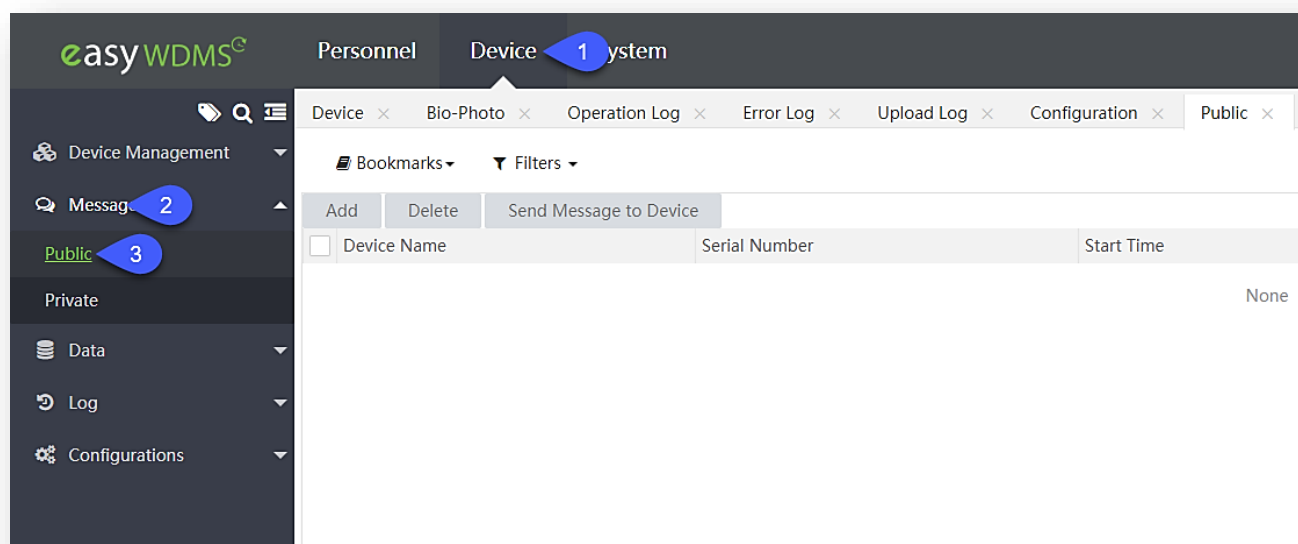 easy WDMS
Personnel Device 1 ystem
Device Bio-Photo Operation Log Error Log Upload Log Configuration Public
Device Management
Bookmarks Filters
Messag 2
Add Delete Send Message to Device
Device Name Serial Number Start Time
Public 3
Private
None
Data
Log
Configurations